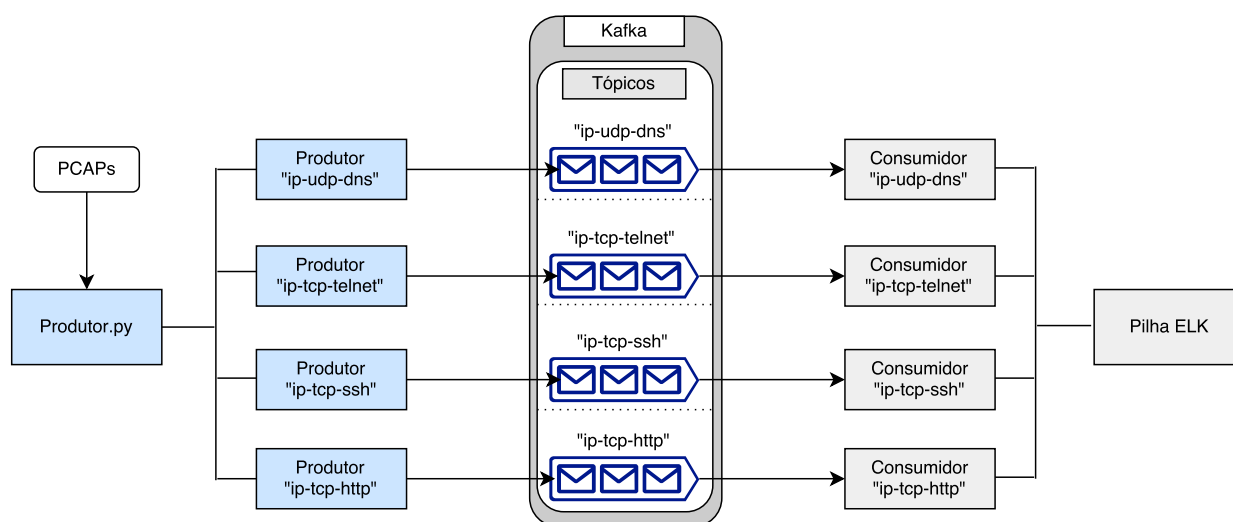 Kafka
Tópicos
PCAPs
Produtor.py
Produtor
"ip-udp-dns"
"ip-udp-dns"
Consumidor
"ip-udp-dns"
Produtor
"ip-tcp-telnet"
"ip-tcp-telnet"
Consumidor
"ip-tcp-telnet"
Produtor
"ip-tcp-ssh"
"ip-tcp-ssh"
Consumidor
"ip-tcp-ssh"
Produtor
"ip-tcp-http"
"ip-tcp-http"
Consumidor
"ip-tcp-http"
Pilha ELK